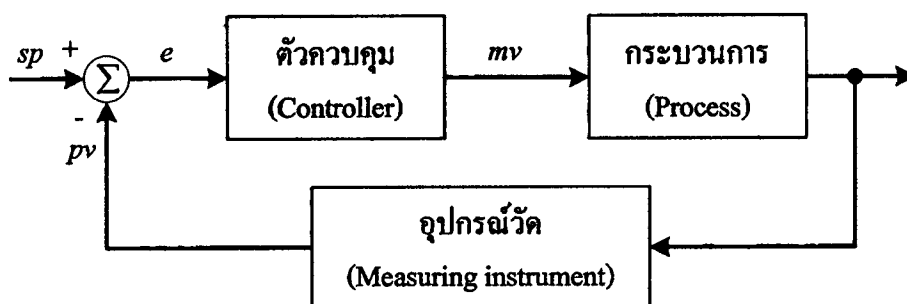 sp
+
Σ
-
pv
e
ตัวควบคุม
(Controller)
mv
กระบวนการ
(Process)
อุปกรณ์วัด
(Measuring instrument)